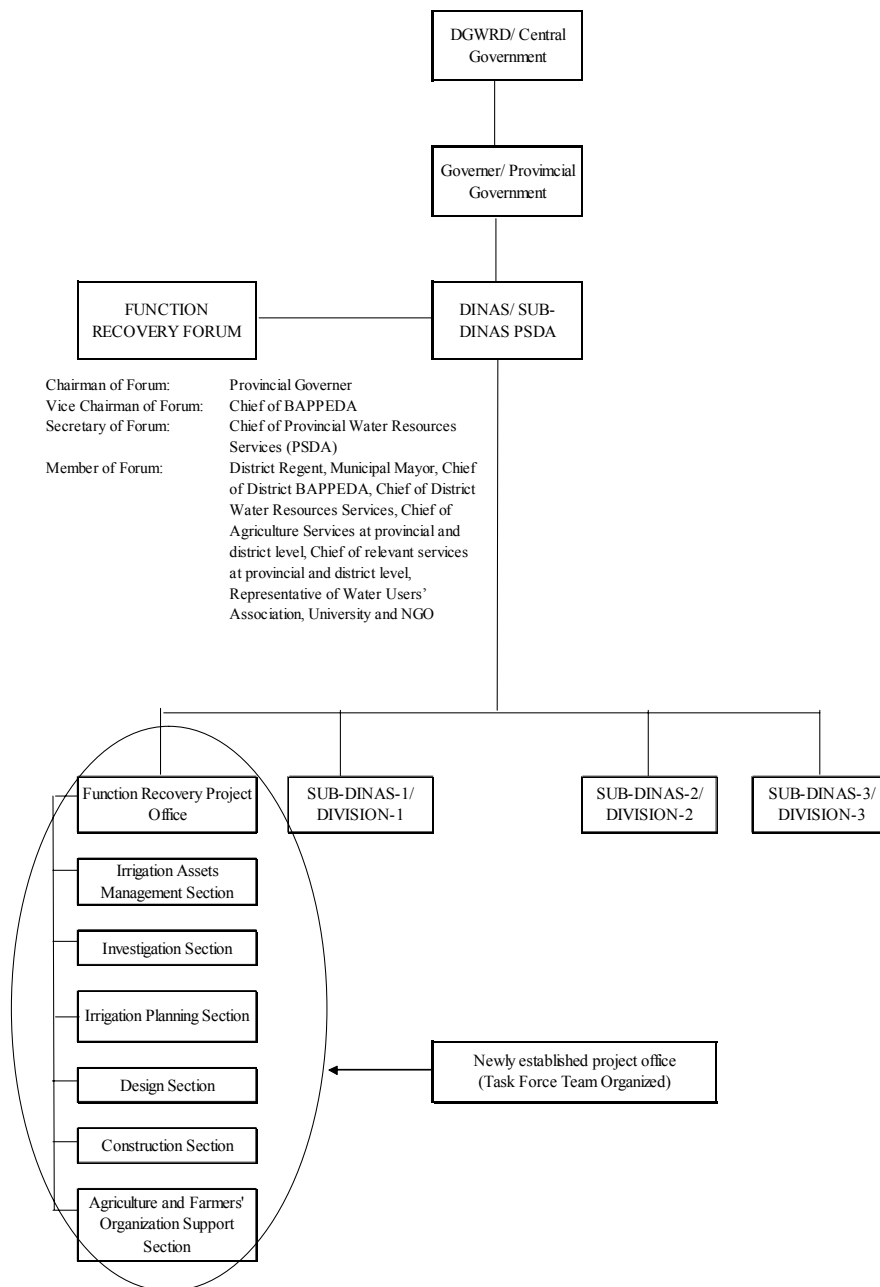 DGWRD/ Central
Government
Governer/ Provimcial
Government
FUNCTION
RECOVERY FORUM
DINAS/ SUB-
DINAS PSDA
Chairman of Forum: Provincial Governer
Vice Chairman of Forum: Chief of BAPPEDA
Secretary of Forum: Chief of Provincial Water Resources
Services (PSDA)
Member of Forum: District Regent, Municipal Mayor, Chief
of District BAPPEDA, Chief of District
Water Resources Services, Chief of
Agriculture Services at provincial and
district level, Chief of relevant services
at provincial and district level,
Representative of Water Users’
Association, University and NGO
Function Recovery Project
Office
SUB-DINAS-1/
DIVISION-1
SUB-DINAS-2/
DIVISION-2
SUB-DINAS-3/
DIVISION-3
Irrigation Assets
Management Section
Investigation Section
Irrigation Planning Section
Newly established project office
(Task Force Team Organized)
Design Section
Construction Section
Agriculture and Farmers'
Organization Support
Section